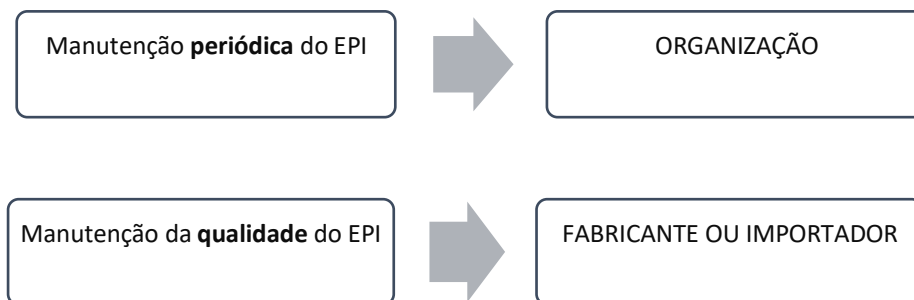 Manutenção periódica do EPI
ORGANIZAÇÃO
Manutenção da qualidade do EPI
FABRICANTE OU IMPORTADOR